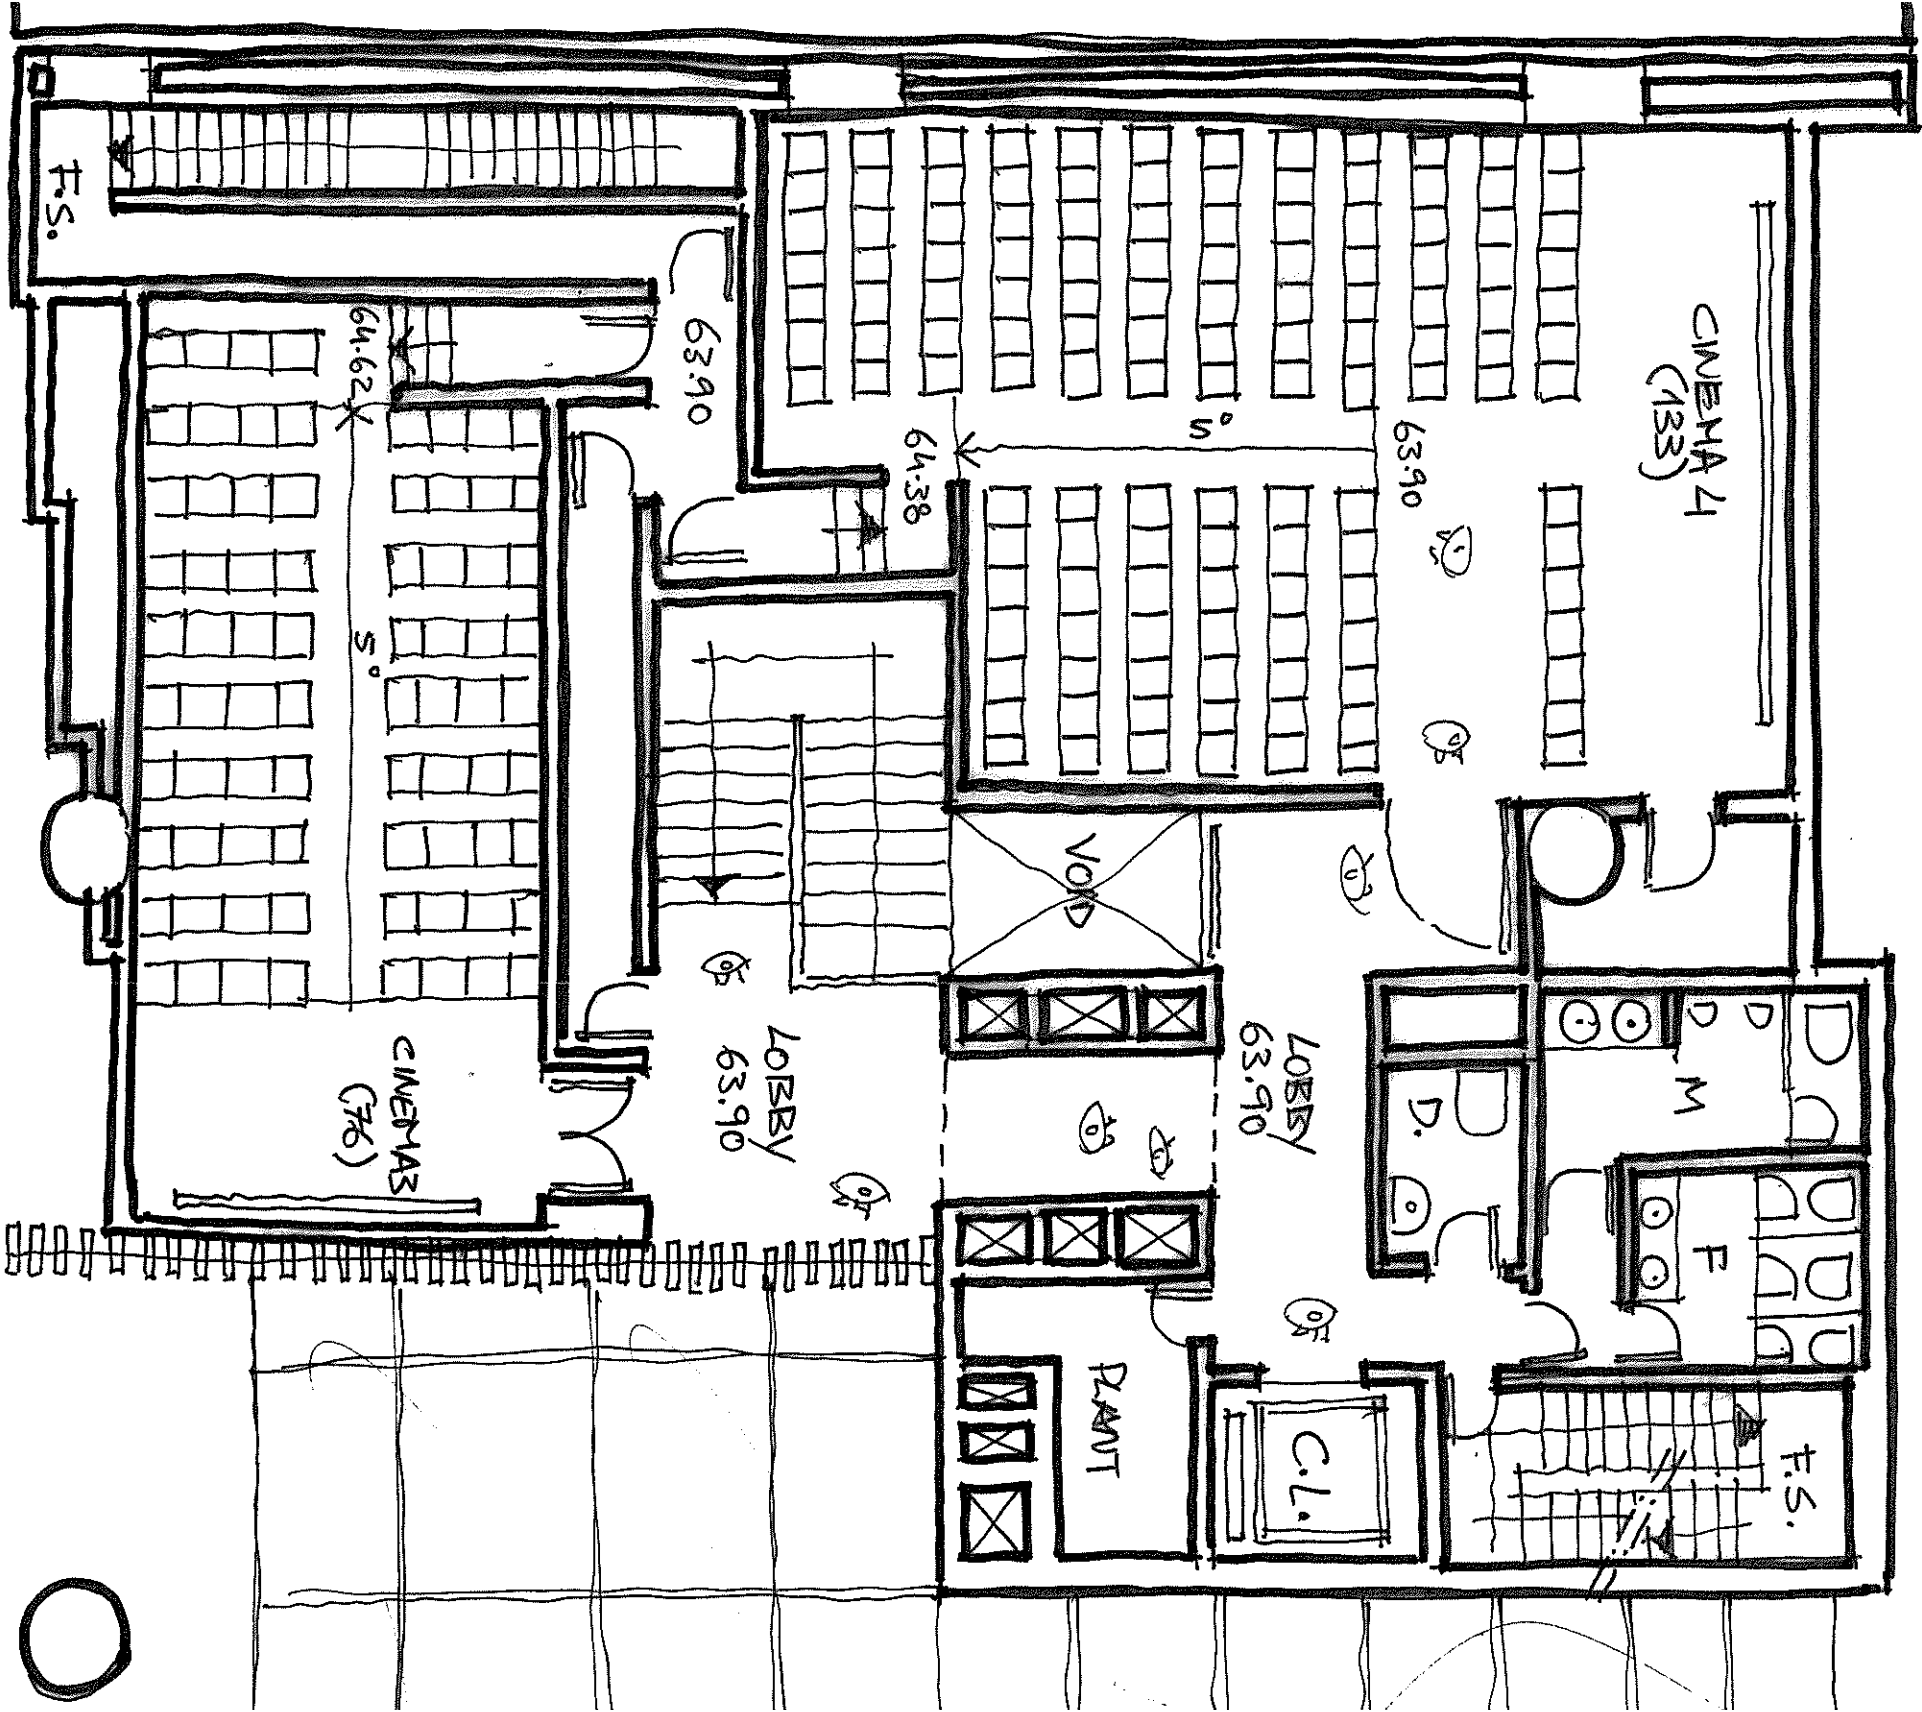 F.S.
64.62
63.90
5°
CINEMA 3
(76)
LOBBY
63.90
64.38
5°
63.90
CINEMA 4
(133)
VOID
LOBBY
63.90
D.
M
F
PLANT
C.L.
F.S.